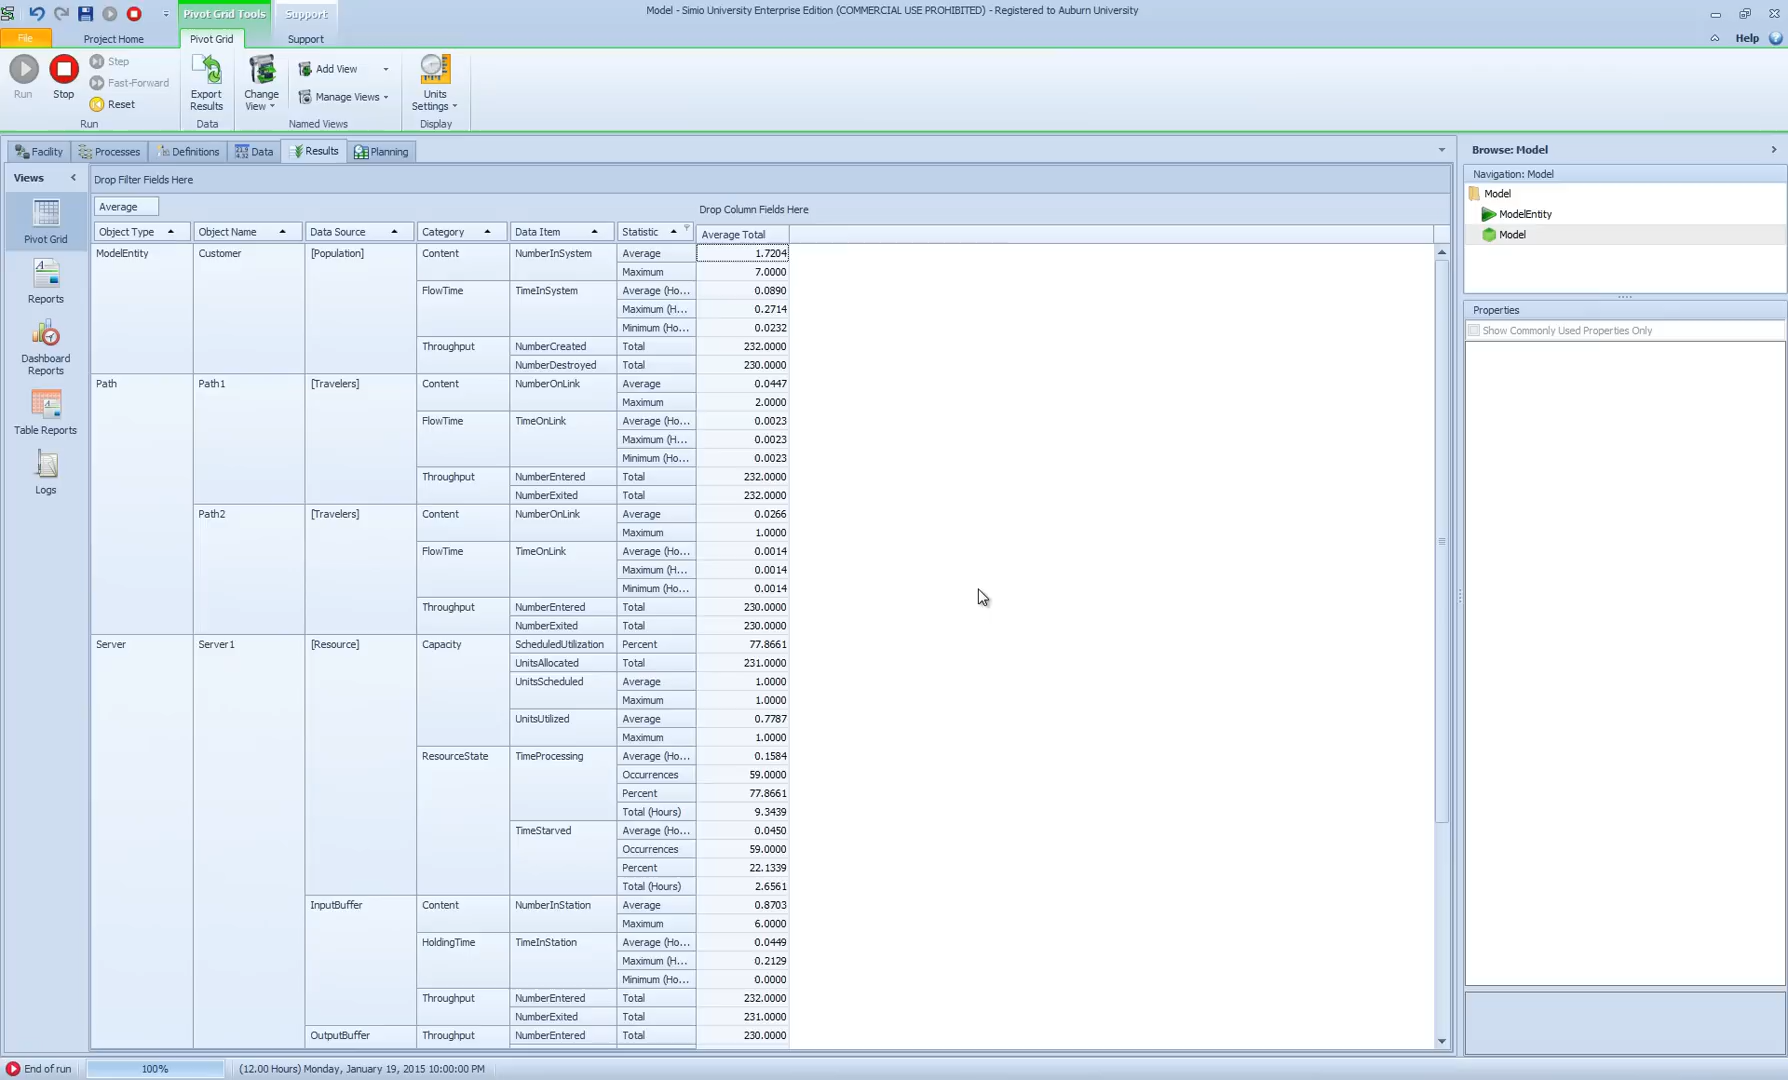 Pivot Grid Tools Support Model - Simio University Enterprise Edition (COMMERCIAL USE PROHIBITED) - Registered to Auburn University
File Project Home Pivot Grid Support Help
Run Stop Step Fast-Forward Reset Export Results Change View Add View Manage Views Units Settings
Run Data Named Views Display
Facility Processes Definitions Data Results Planning
Views
Pivot Grid
Reports
Dashboard Reports
Table Reports
Logs
Drop Filter Fields Here
Average Drop Column Fields Here
Object Type Object Name Data Source Category Data Item Statistic Average Total
ModelEntity Customer [Population] Content NumberInSystem Average 1.7204
Maximum 7.0000
FlowTime TimeInSystem Average (Ho... 0.0890
Maximum (H... 0.2714
Minimum (Ho... 0.0232
Throughput NumberCreated Total 232.0000
NumberDestroyed Total 230.0000
Path Path1 [Travelers] Content NumberOnLink Average 0.0447
Maximum 2.0000
FlowTime TimeOnLink Average (Ho... 0.0023
Maximum (H... 0.0023
Minimum (Ho... 0.0023
Throughput NumberEntered Total 232.0000
NumberExited Total 232.0000
Path2 [Travelers] Content NumberOnLink Average 0.0266
Maximum 1.0000
FlowTime TimeOnLink Average (Ho... 0.0014
Maximum (H... 0.0014
Minimum (Ho... 0.0014
Throughput NumberEntered Total 230.0000
NumberExited Total 230.0000
Server Server1 [Resource] Capacity ScheduledUtilization Percent 77.8661
UnitsAllocated Total 231.0000
UnitsScheduled Average 1.0000
Maximum 1.0000
UnitsUtilized Average 0.7787
Maximum 1.0000
ResourceState TimeProcessing Average (Ho... 0.1584
Occurrences 59.0000
Percent 77.8661
Total (Hours) 9.3439
TimeStarved Average (Ho... 0.0450
Occurrences 59.0000
Percent 22.1339
Total (Hours) 2.6561
InputBuffer Content NumberInStation Average 0.8703
Maximum 6.0000
HoldingTime TimeInStation Average (Ho... 0.0449
Maximum (H... 0.2129
Minimum (Ho... 0.0000
Throughput NumberEntered Total 232.0000
NumberExited Total 231.0000
OutputBuffer Throughput NumberEntered Total 230.0000
Browse: Model
Navigation: Model
Model
ModelEntity
Model
Properties
Show Commonly Used Properties Only
End of run 100% (12.00 Hours) Monday, January 19, 2015 10:00:00 PM